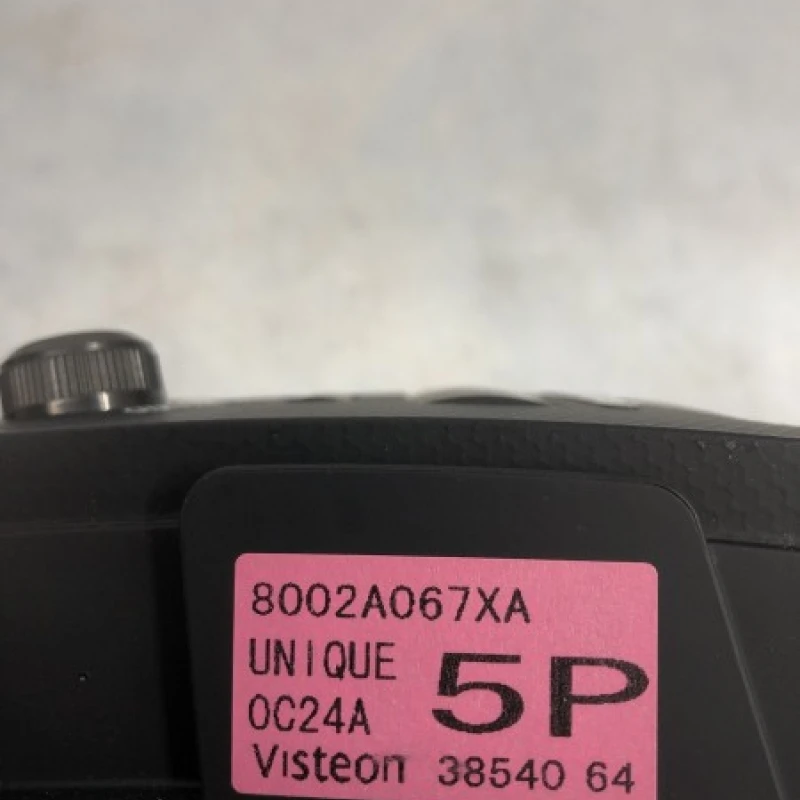 8002A067XA
UNIQUE
0C24A
5P
Visteon 38540 64